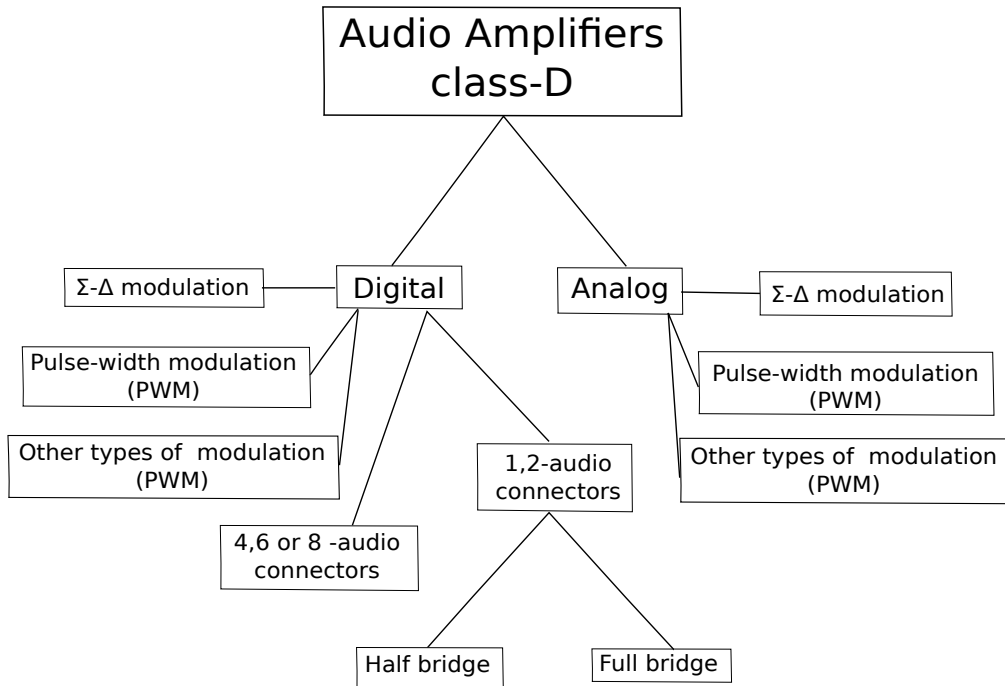 Audio Amplifiers
class-D
Digital
Analog
Σ-Δ modulation
Σ-Δ modulation
Pulse-width modulation
(PWM)
Pulse-width modulation
(PWM)
Other types of  modulation
(PWM)
1,2-audio
connectors
Other types of  modulation
(PWM)
4,6 or 8 -audio
connectors
Half bridge
Full bridge